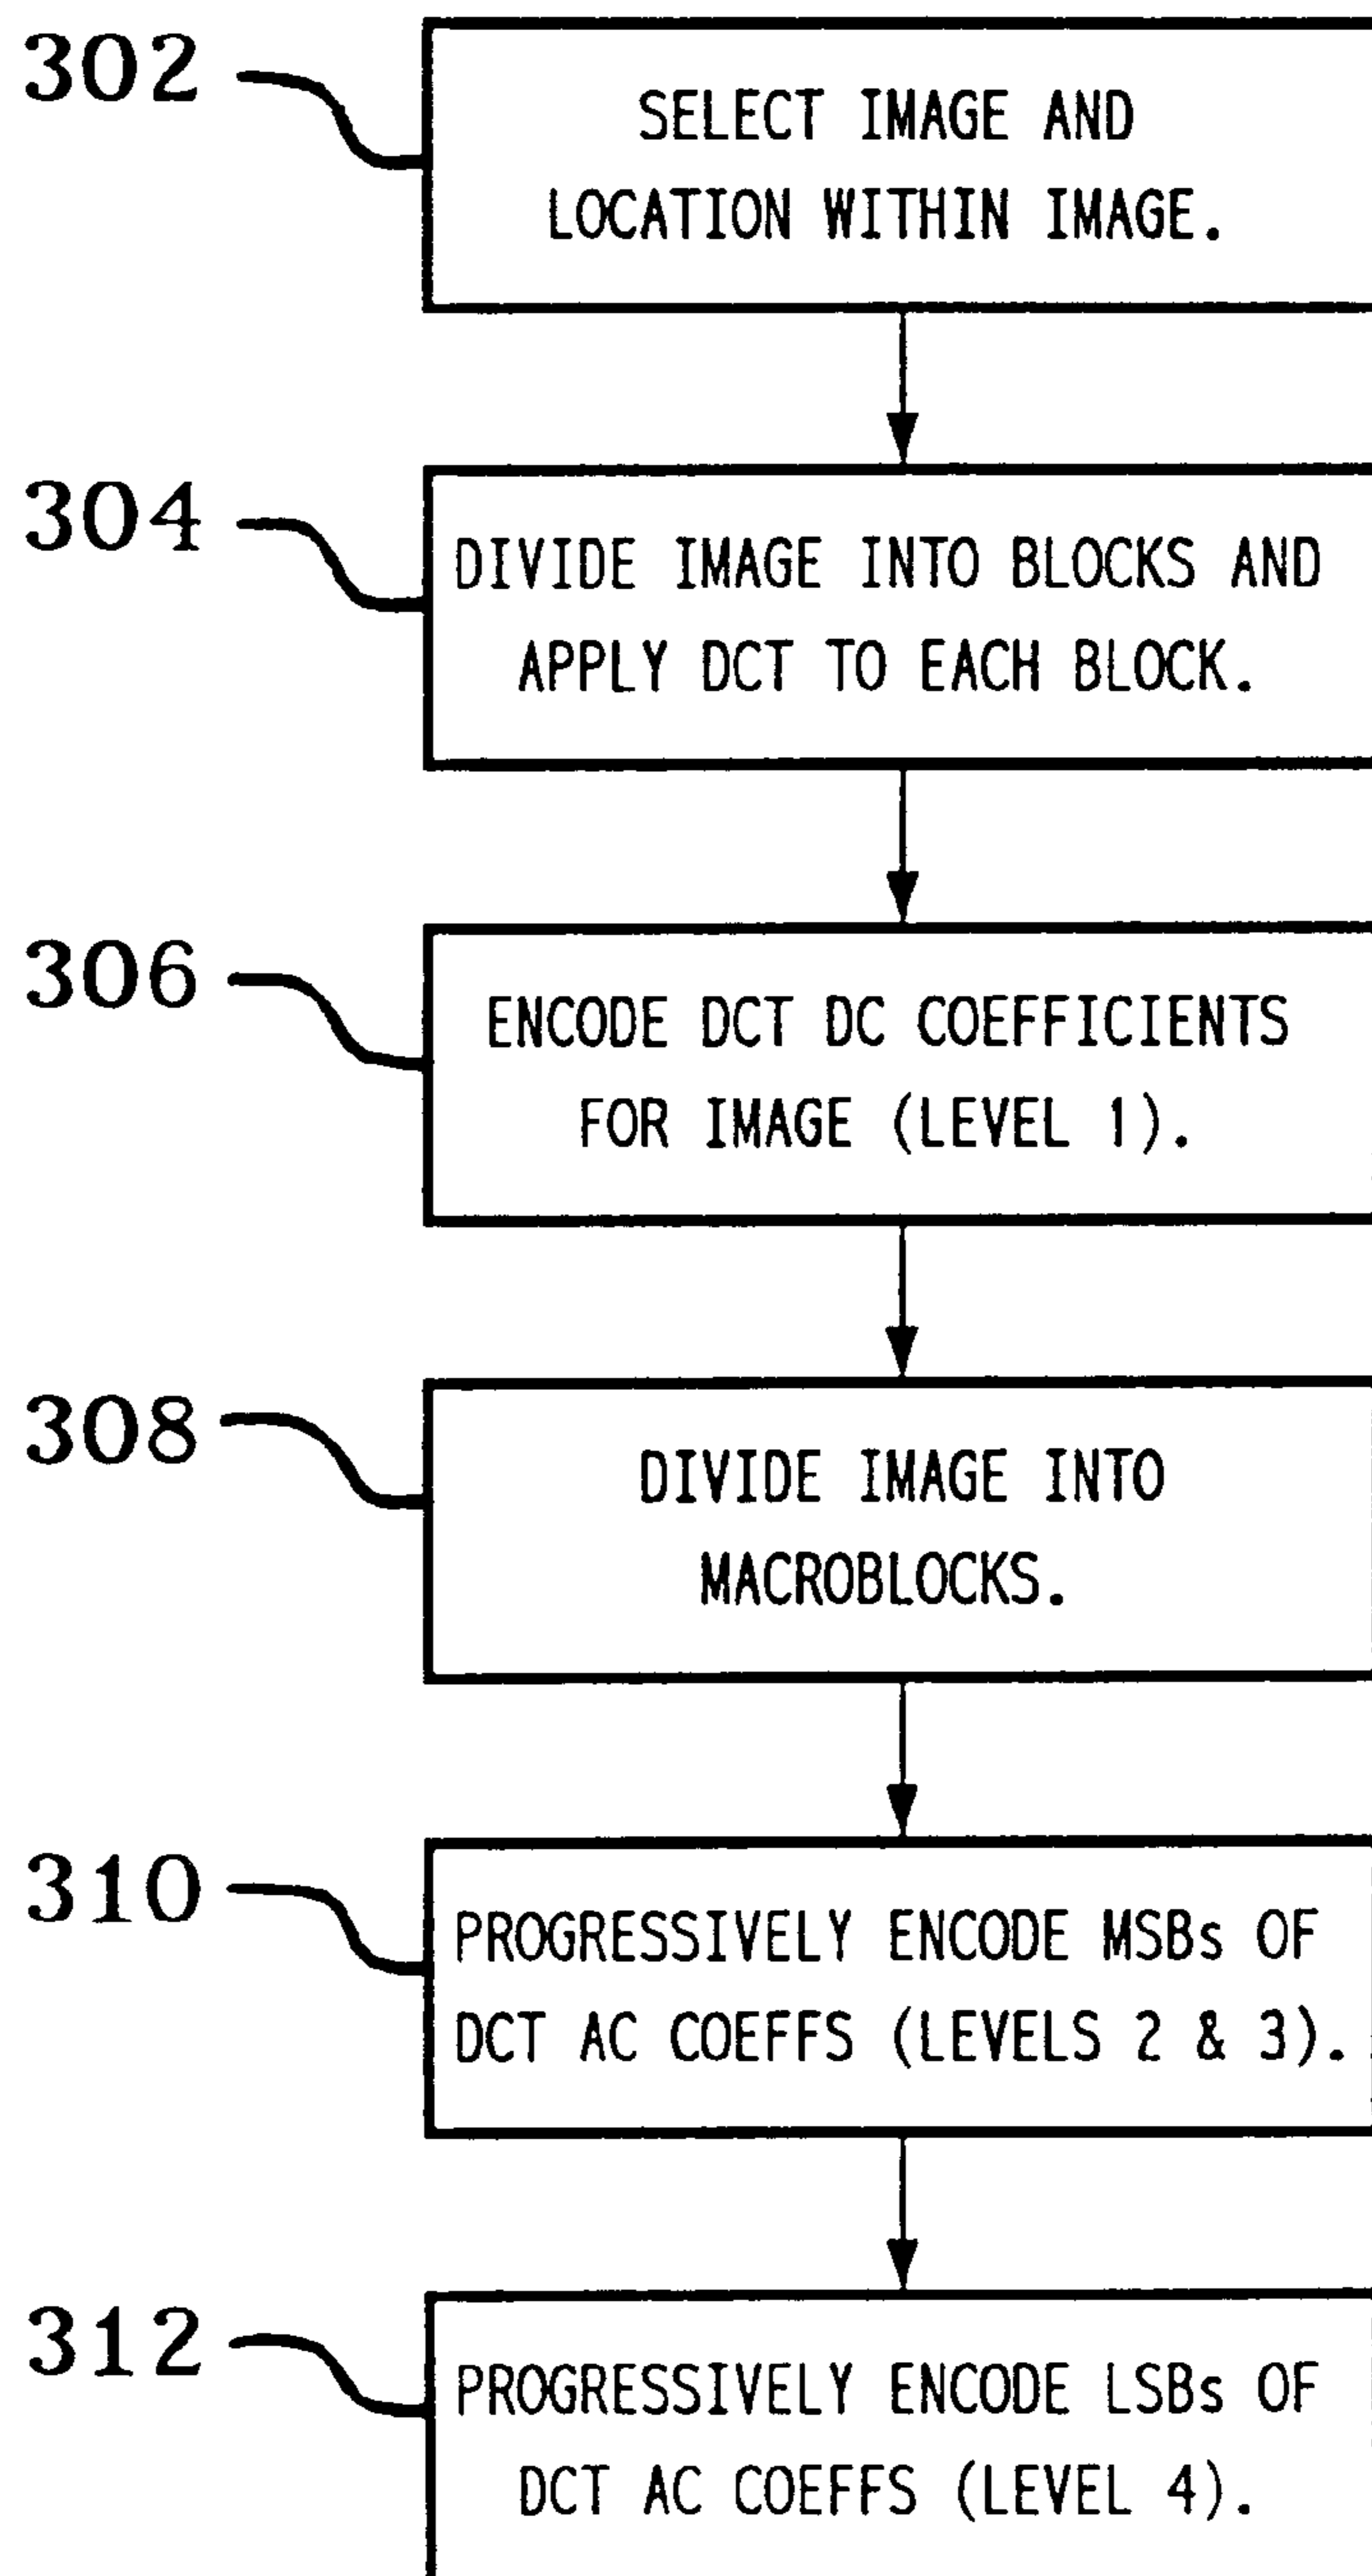 302
SELECT IMAGE AND
LOCATION WITHIN IMAGE.
304
DIVIDE IMAGE INTO BLOCKS AND
APPLY DCT TO EACH BLOCK.
306
ENCODE DCT DC COEFFICIENTS
FOR IMAGE (LEVEL 1).
308
DIVIDE IMAGE INTO
MACROBLOCKS.
310
PROGRESSIVELY ENCODE MSBs OF
DCT AC COEFFS (LEVELS 2 & 3).
312
PROGRESSIVELY ENCODE LSBs OF
DCT AC COEFFS (LEVEL 4).